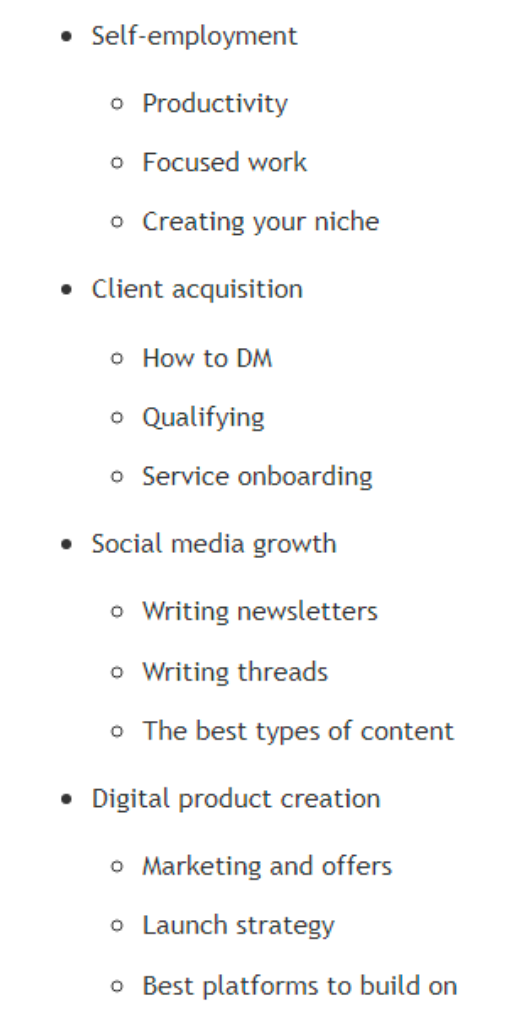 Self-employment
Productivity
Focused work
Creating your niche
Client acquisition
How to DM
Qualifying
Service onboarding
Social media growth
Writing newsletters
Writing threads
The best types of content
Digital product creation
Marketing and offers
Launch strategy
Best platforms to build on